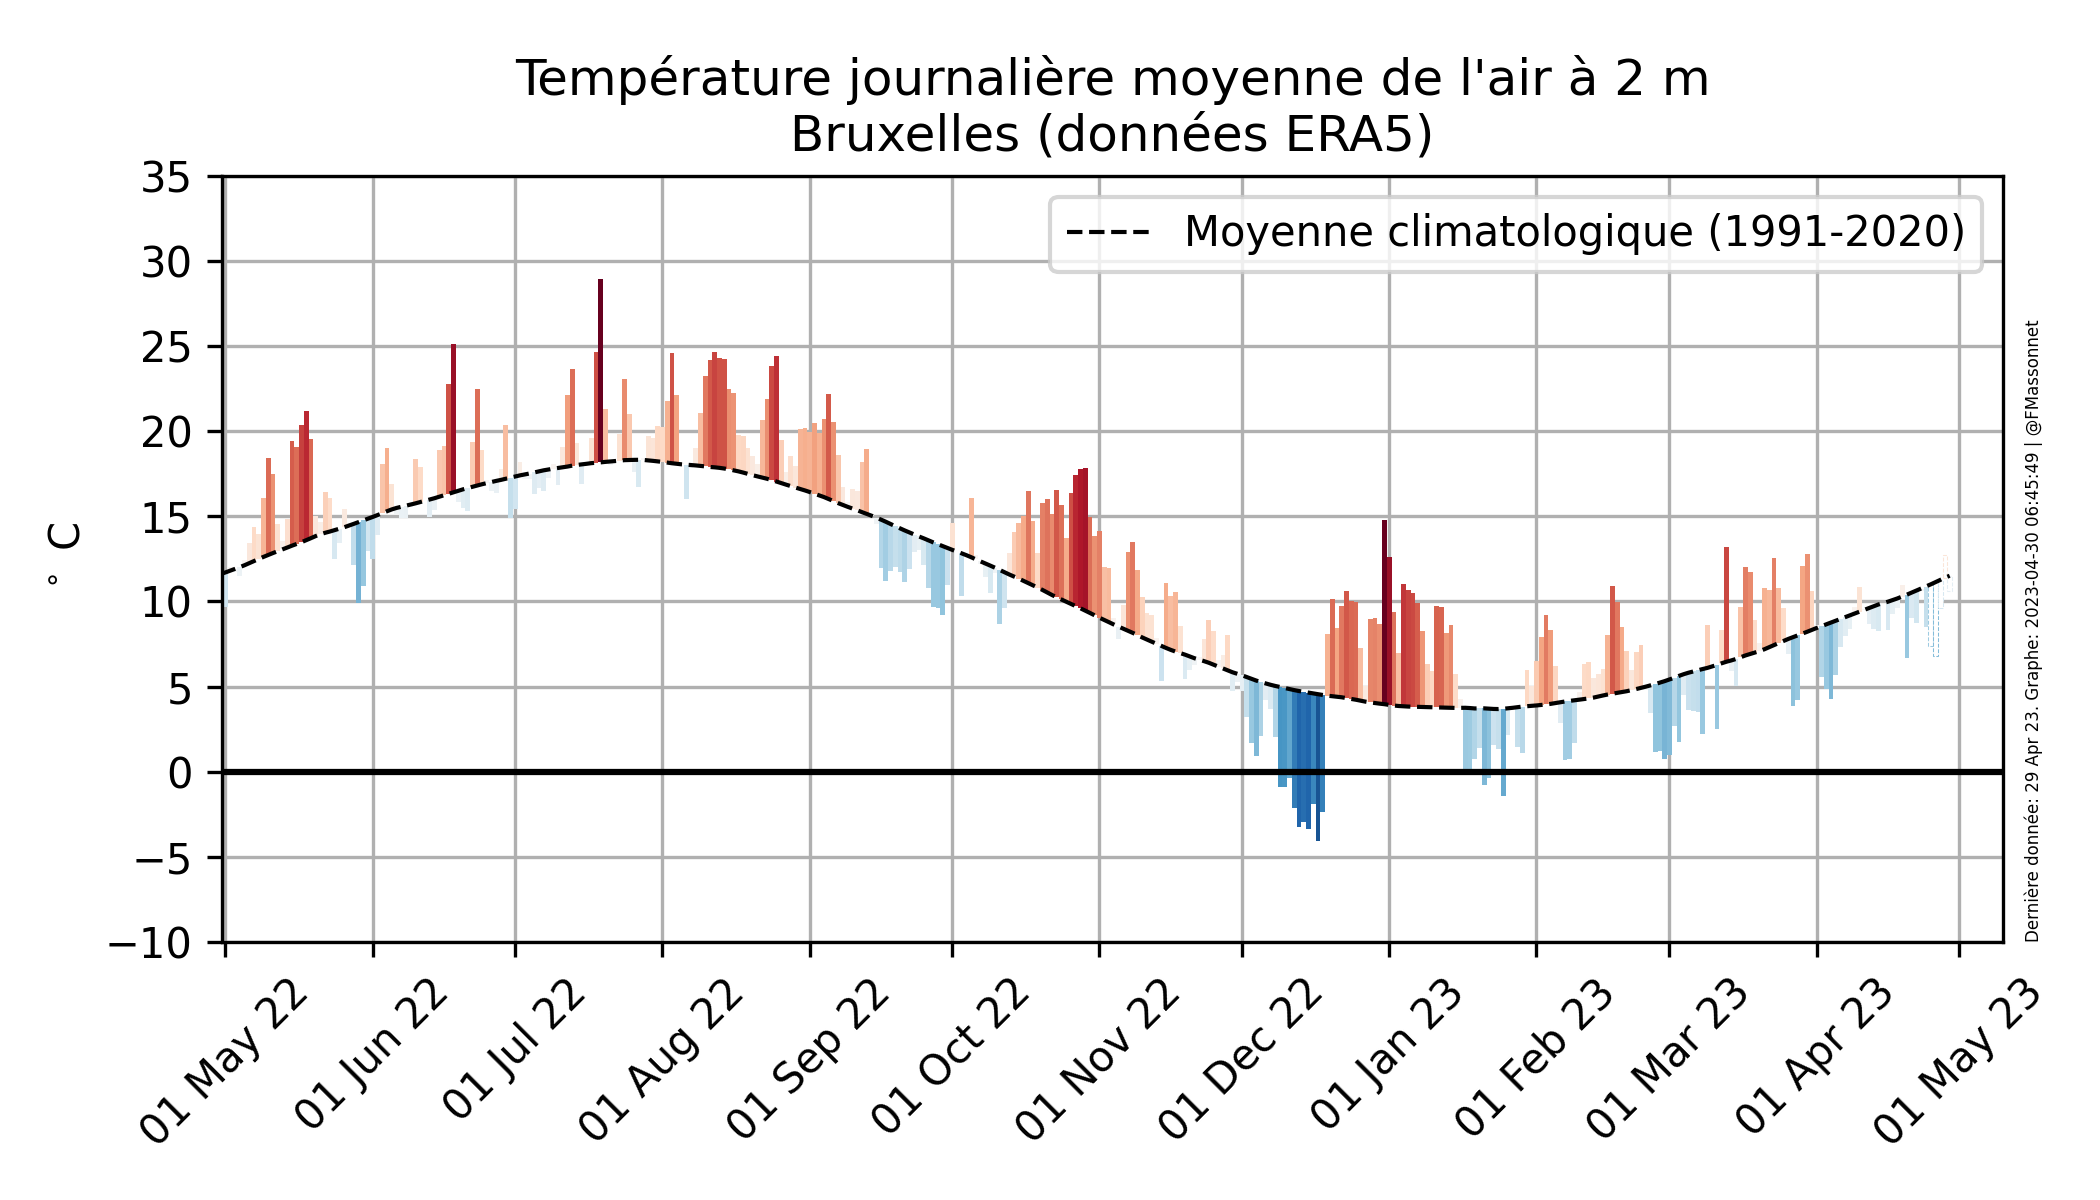 Température journalière moyenne de l'air à 2 m
Bruxelles (données ERA5)
Moyenne climatologique (1991-2020)
35
30
25
20
15
10
5
0
−5
−10
° C
01 May 22
01 Jun 22
01 Jul 22
01 Aug 22
01 Sep 22
01 Oct 22
01 Nov 22
01 Dec 22
01 Jan 23
01 Feb 23
01 Mar 23
01 Apr 23
01 May 23
Dernière donnée: 29 Apr 23. Graphe: 2023-04-30 06:45:49 | @FMassonnet